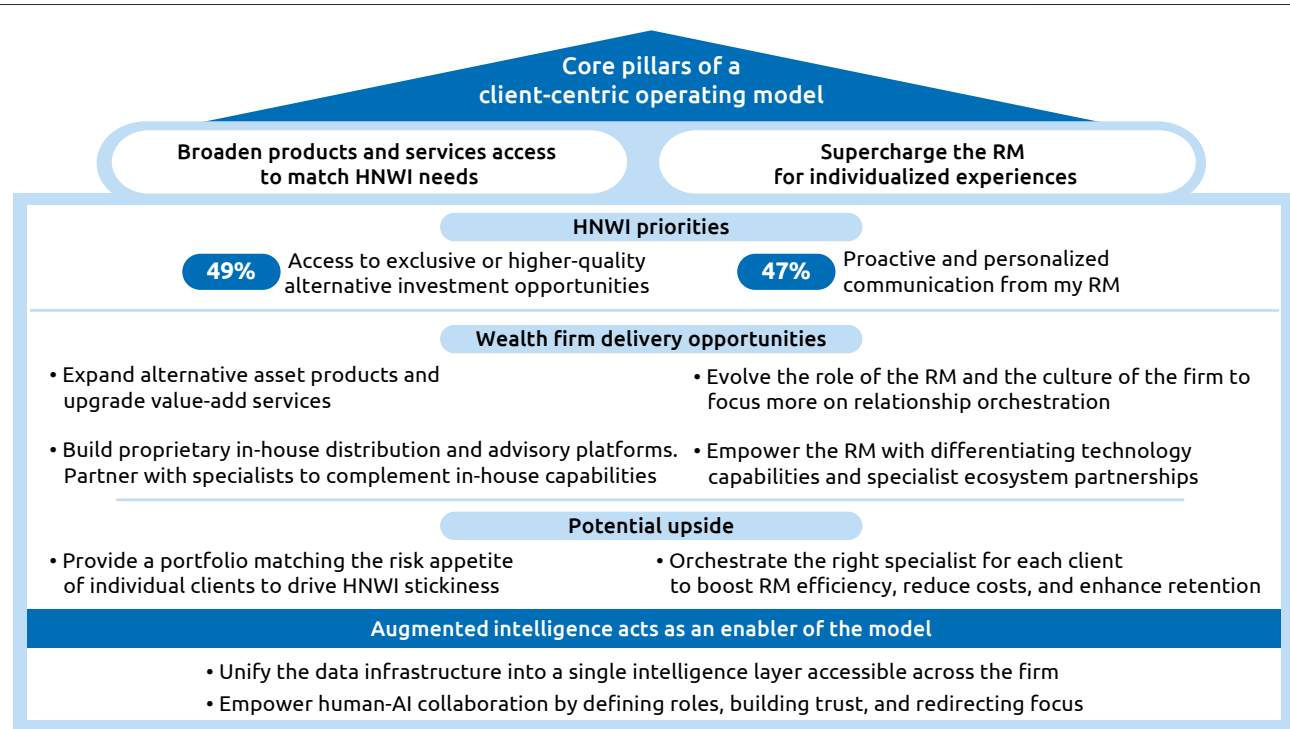 Core pillars of a
client-centric operating model
Broaden products and services access
to match HNWI needs
Supercharge the RM
for individualized experiences
HNWI priorities
49%
Access to exclusive or higher-quality
alternative investment opportunities
47%
Proactive and personalized
communication from my RM
Wealth firm delivery opportunities
• Expand alternative asset products and
upgrade value-add services
• Build proprietary in-house distribution and advisory platforms.
Partner with specialists to complement in-house capabilities
• Evolve the role of the RM and the culture of the firm to
focus more on relationship orchestration
• Empower the RM with differentiating technology
capabilities and specialist ecosystem partnerships
Potential upside
• Provide a portfolio matching the risk appetite
of individual clients to drive HNWI stickiness
• Orchestrate the right specialist for each client
to boost RM efficiency, reduce costs, and enhance retention
Augmented intelligence acts as an enabler of the model
• Unify the data infrastructure into a single intelligence layer accessible across the firm
• Empower human-AI collaboration by defining roles, building trust, and redirecting focus